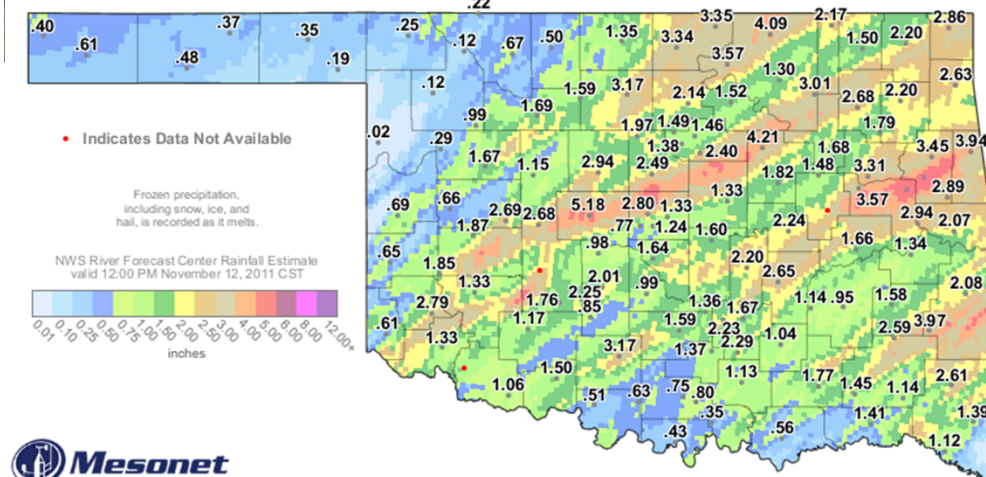 .22
.40 .37 .25 1.35 3.35 4.09 2.17 2.86
.61 .35 .12 .67 .50 3.34 1.50 2.20
.48 .19 3.57
.12 1.59 3.17 2.14 1.52 1.30 3.01 2.68 2.20 2.63
.99 1.69 1.97 1.49 1.46 1.79
.02 .29 1.38 2.40 4.21 1.68 3.45 3.94
Indicates Data Not Available
1.67 1.15 2.94 2.49 1.82 1.48 3.31
Frozen precipitation,
including snow, ice, and
hail, is recorded as it melts.
.69 .66 2.69 2.68 5.18 2.80 1.33 1.33 3.57 2.89
1.87 .77 1.24 1.60 2.24 2.94 2.07
.65 .98 1.64 1.66 1.34
NWS River Forecast Center Rainfall Estimate
valid 12:00 PM November 12, 2011 CST
1.85 1.33 2.01 .99 2.20 2.65 2.08
2.79 1.76 2.25 .85 1.36 1.67 1.14 .95 1.58
0.01 0.10 0.25 0.50 0.75 1.00 1.50 2.00 2.50 3.00 4.00 5.00 6.00 8.00 12.00+
inches
.61 1.33 1.17 1.59 2.23 2.29 1.04 2.59 3.97
3.17 1.37
1.50 1.13 1.77 2.61
1.06 .51 .63 .75 .80 1.45 1.14
.35 1.41 1.39
.43 .56 1.12
Mesonet